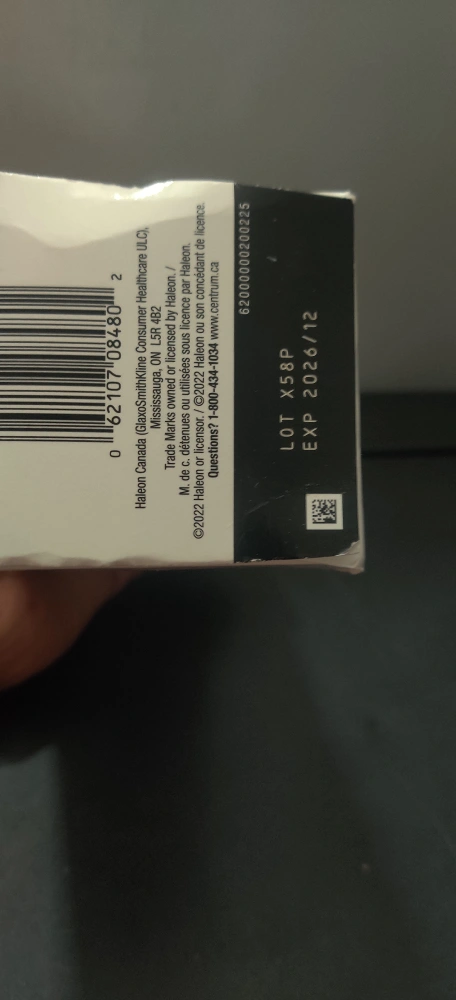 0 62107 08480 2
Haleon Canada (GlaxoSmithKline Consumer Healthcare ULC),
Mississauga, ON L5R 4B2
Trade Marks owned or licensed by Haleon. /
M. de c. détenues ou utilisées sous licence par Haleon.
©2022 Haleon or licensor. / ©2022 Haleon ou son concédant de licence.
Questions? 1-800-434-1034 www.centrum.ca
62000000200225
LOT X58P
EXP 2026/12